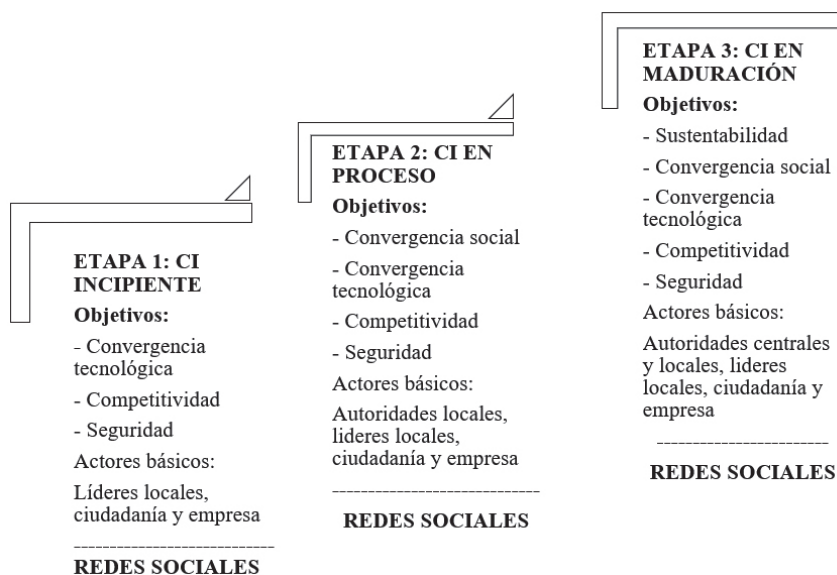 ETAPA 1: CI
INCIPIENTE
Objetivos:
- Convergencia
tecnológica
- Competitividad
- Seguridad
Actores básicos:
Líderes locales,
ciudadanía y empresa
REDES SOCIALES
ETAPA 2: CI EN
PROCESO
Objetivos:
- Convergencia social
- Convergencia
tecnológica
- Competitividad
- Seguridad
Actores básicos:
Autoridades locales,
lideres locales,
ciudadanía y empresa
REDES SOCIALES
ETAPA 3: CI EN
MADURACIÓN
Objetivos:
- Sustentabilidad
- Convergencia social
- Convergencia
tecnológica
- Competitividad
- Seguridad
Actores básicos:
Autoridades centrales
y locales, lideres
locales, ciudadanía y
empresa
REDES SOCIALES